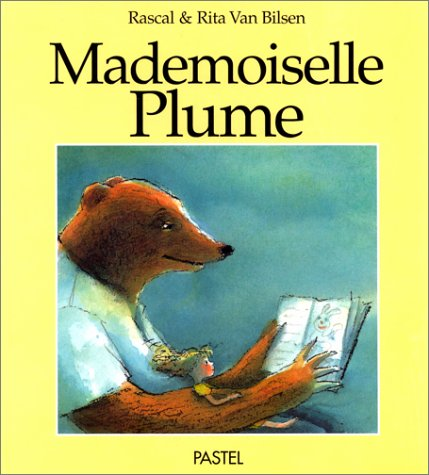 Rascal & Rita Van Bilsen
Mademoiselle
Plume
PASTEL